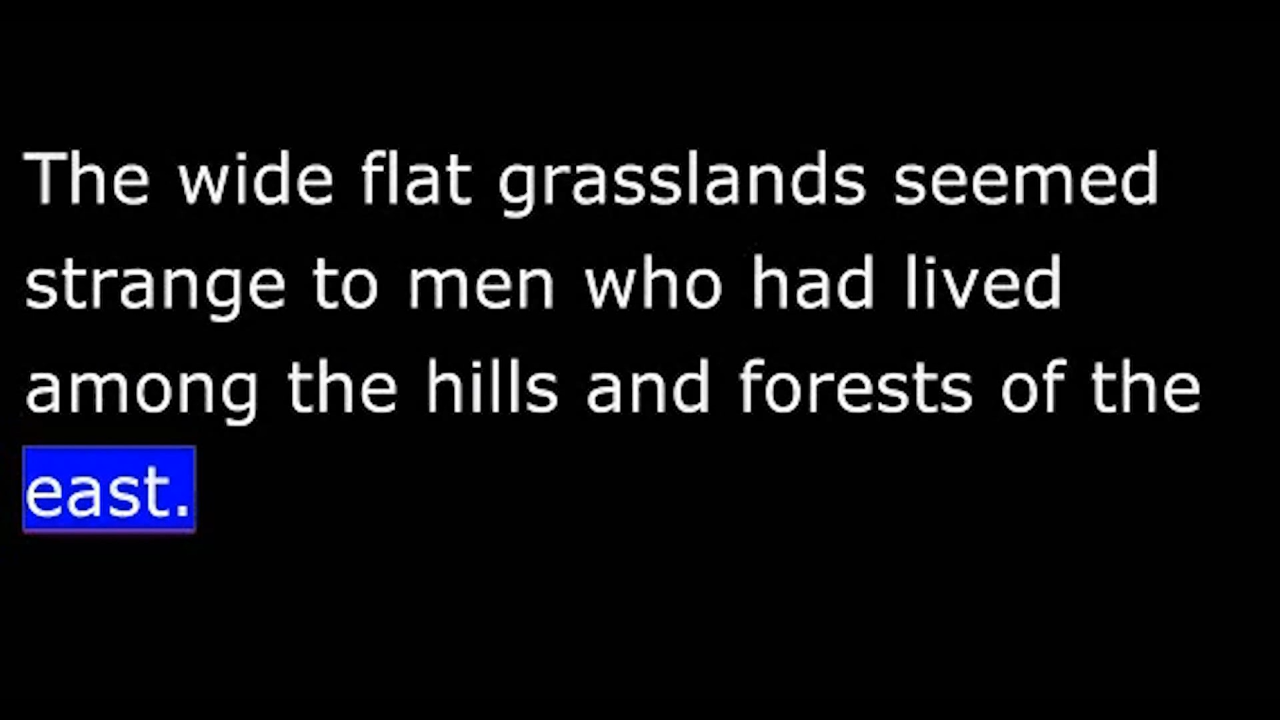 The wide flat grasslands seemed
strange to men who had lived
among the hills and forests of the
east.